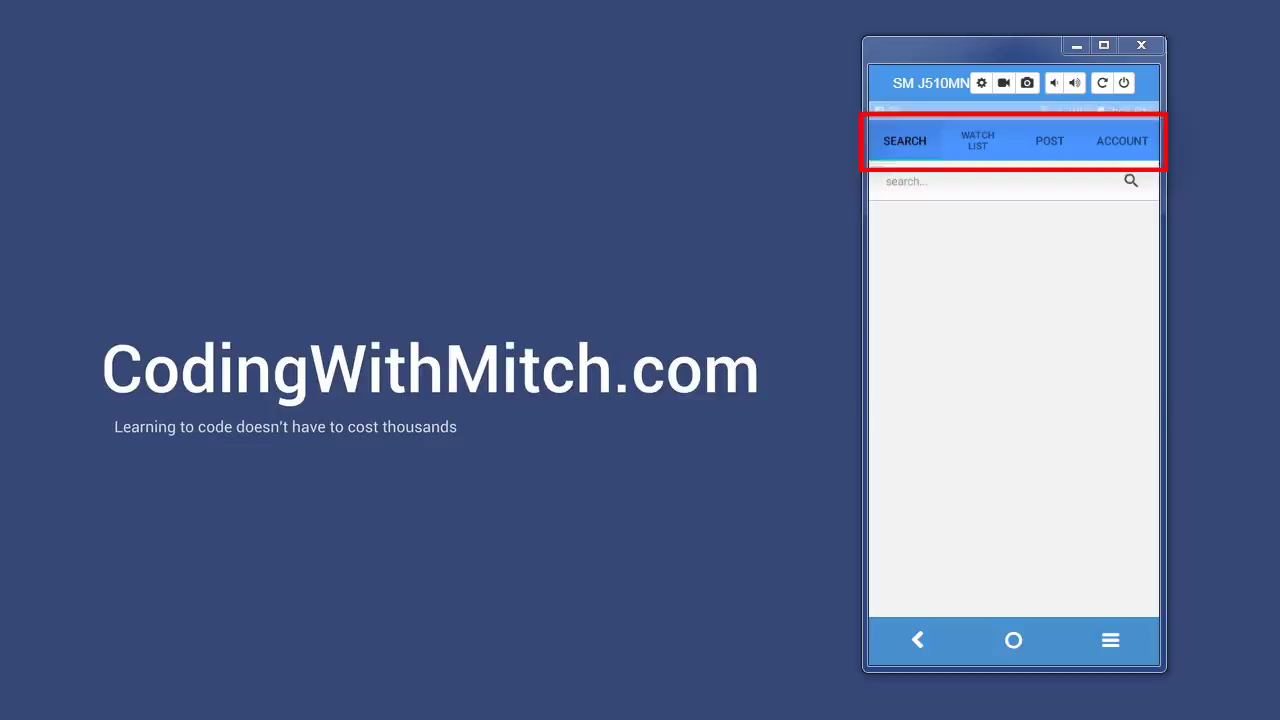 CodingWithMitch.com
Learning to code doesn't have to cost thousands
SM J510MN
SEARCH
WATCH
LIST
POST
ACCOUNT
search...